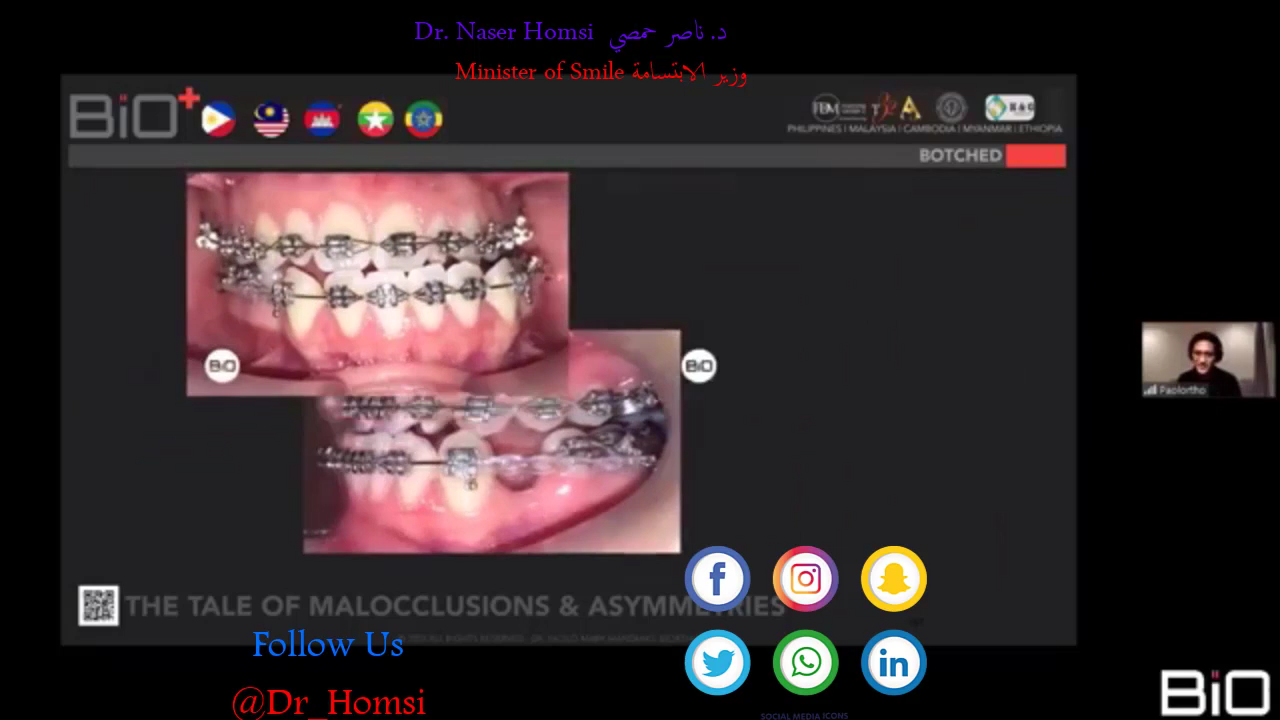 Dr. Naser Homsi د. ناصر حمصي
Minister of Smile وزير الابتسامة
BiO+
PHILIPPINES | MALAYSIA | CAMBODIA | MYANMAR | ETHIOPIA
BOTCHED
BiO
BiO
Paolortho
THE TALE OF MALOCCLUSIONS & ASYMMETRIES
Follow Us
@Dr_Homsi
SOCIAL MEDIA ICONS
BiO